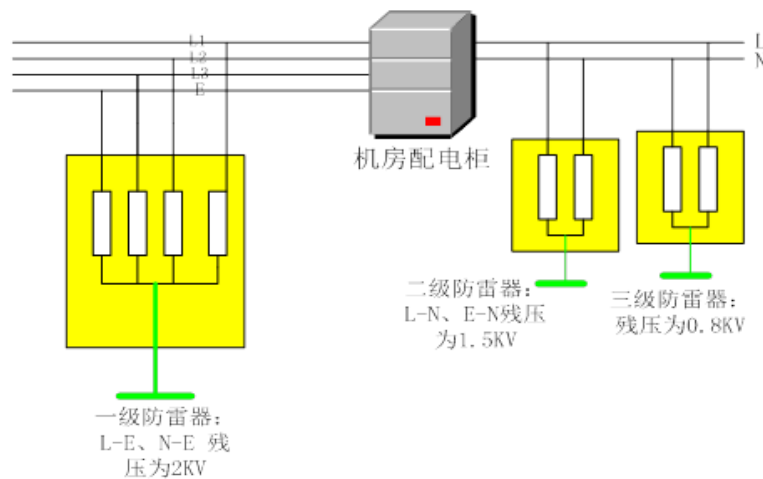 L1
L2
L3
E
L
N
机房配电柜
二级防雷器：
L-N、E-N残压
为1.5KV
三级防雷器：
残压为0.8KV
一级防雷器：
L-E、N-E 残
压为2KV